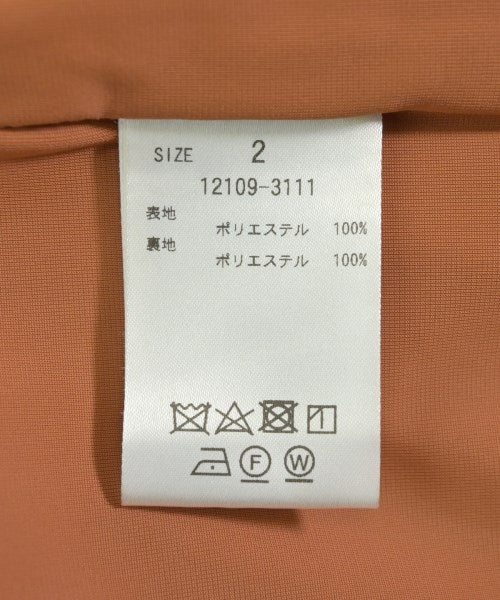 SIZE 2
12109-3111
表地
ポリエステル 100%
裏地
ポリエステル 100%
F W